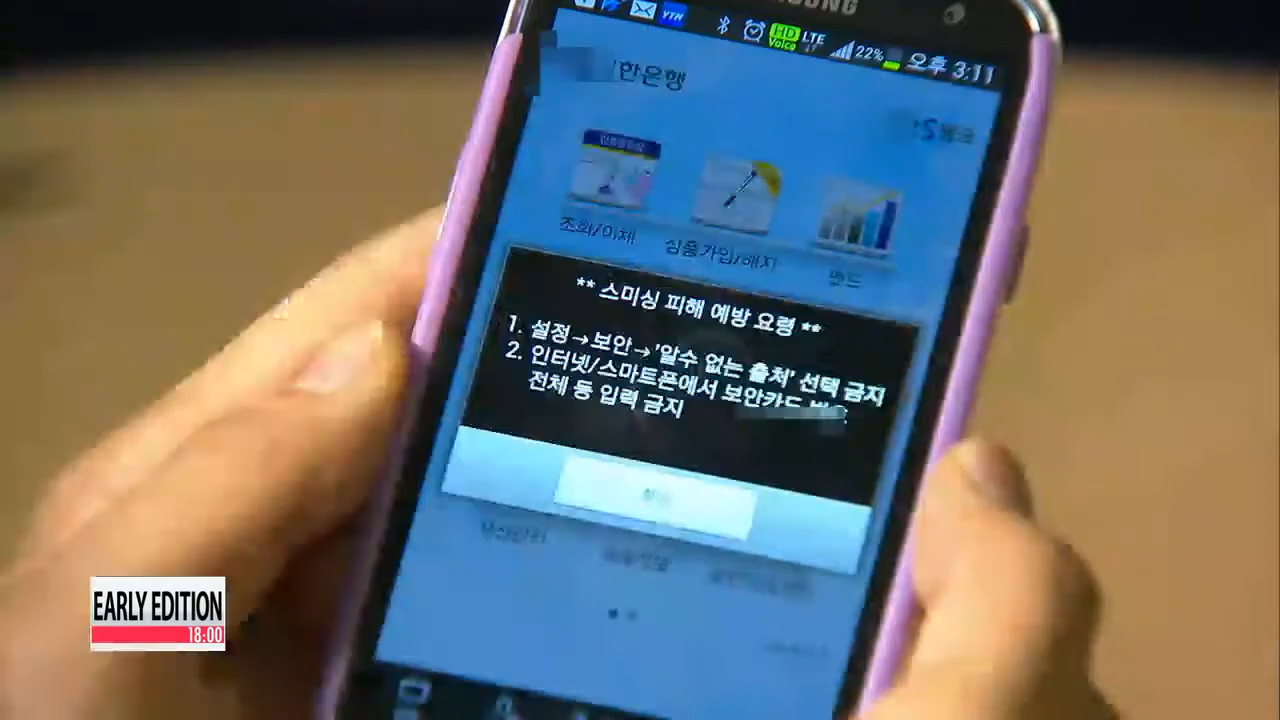 SAMSUNG
YTN HD Voice LTE 22% 오후 3:11
한은행
조회/이체 상품가입/해지 펀드
** 스미싱 피해 예방 요령 **
1. 설정→보안→'알수 없는 출처' 선택 금지
2. 인터넷/스마트폰에서 보안카드
전체 등 입력 금지
EARLY EDITION
18:00